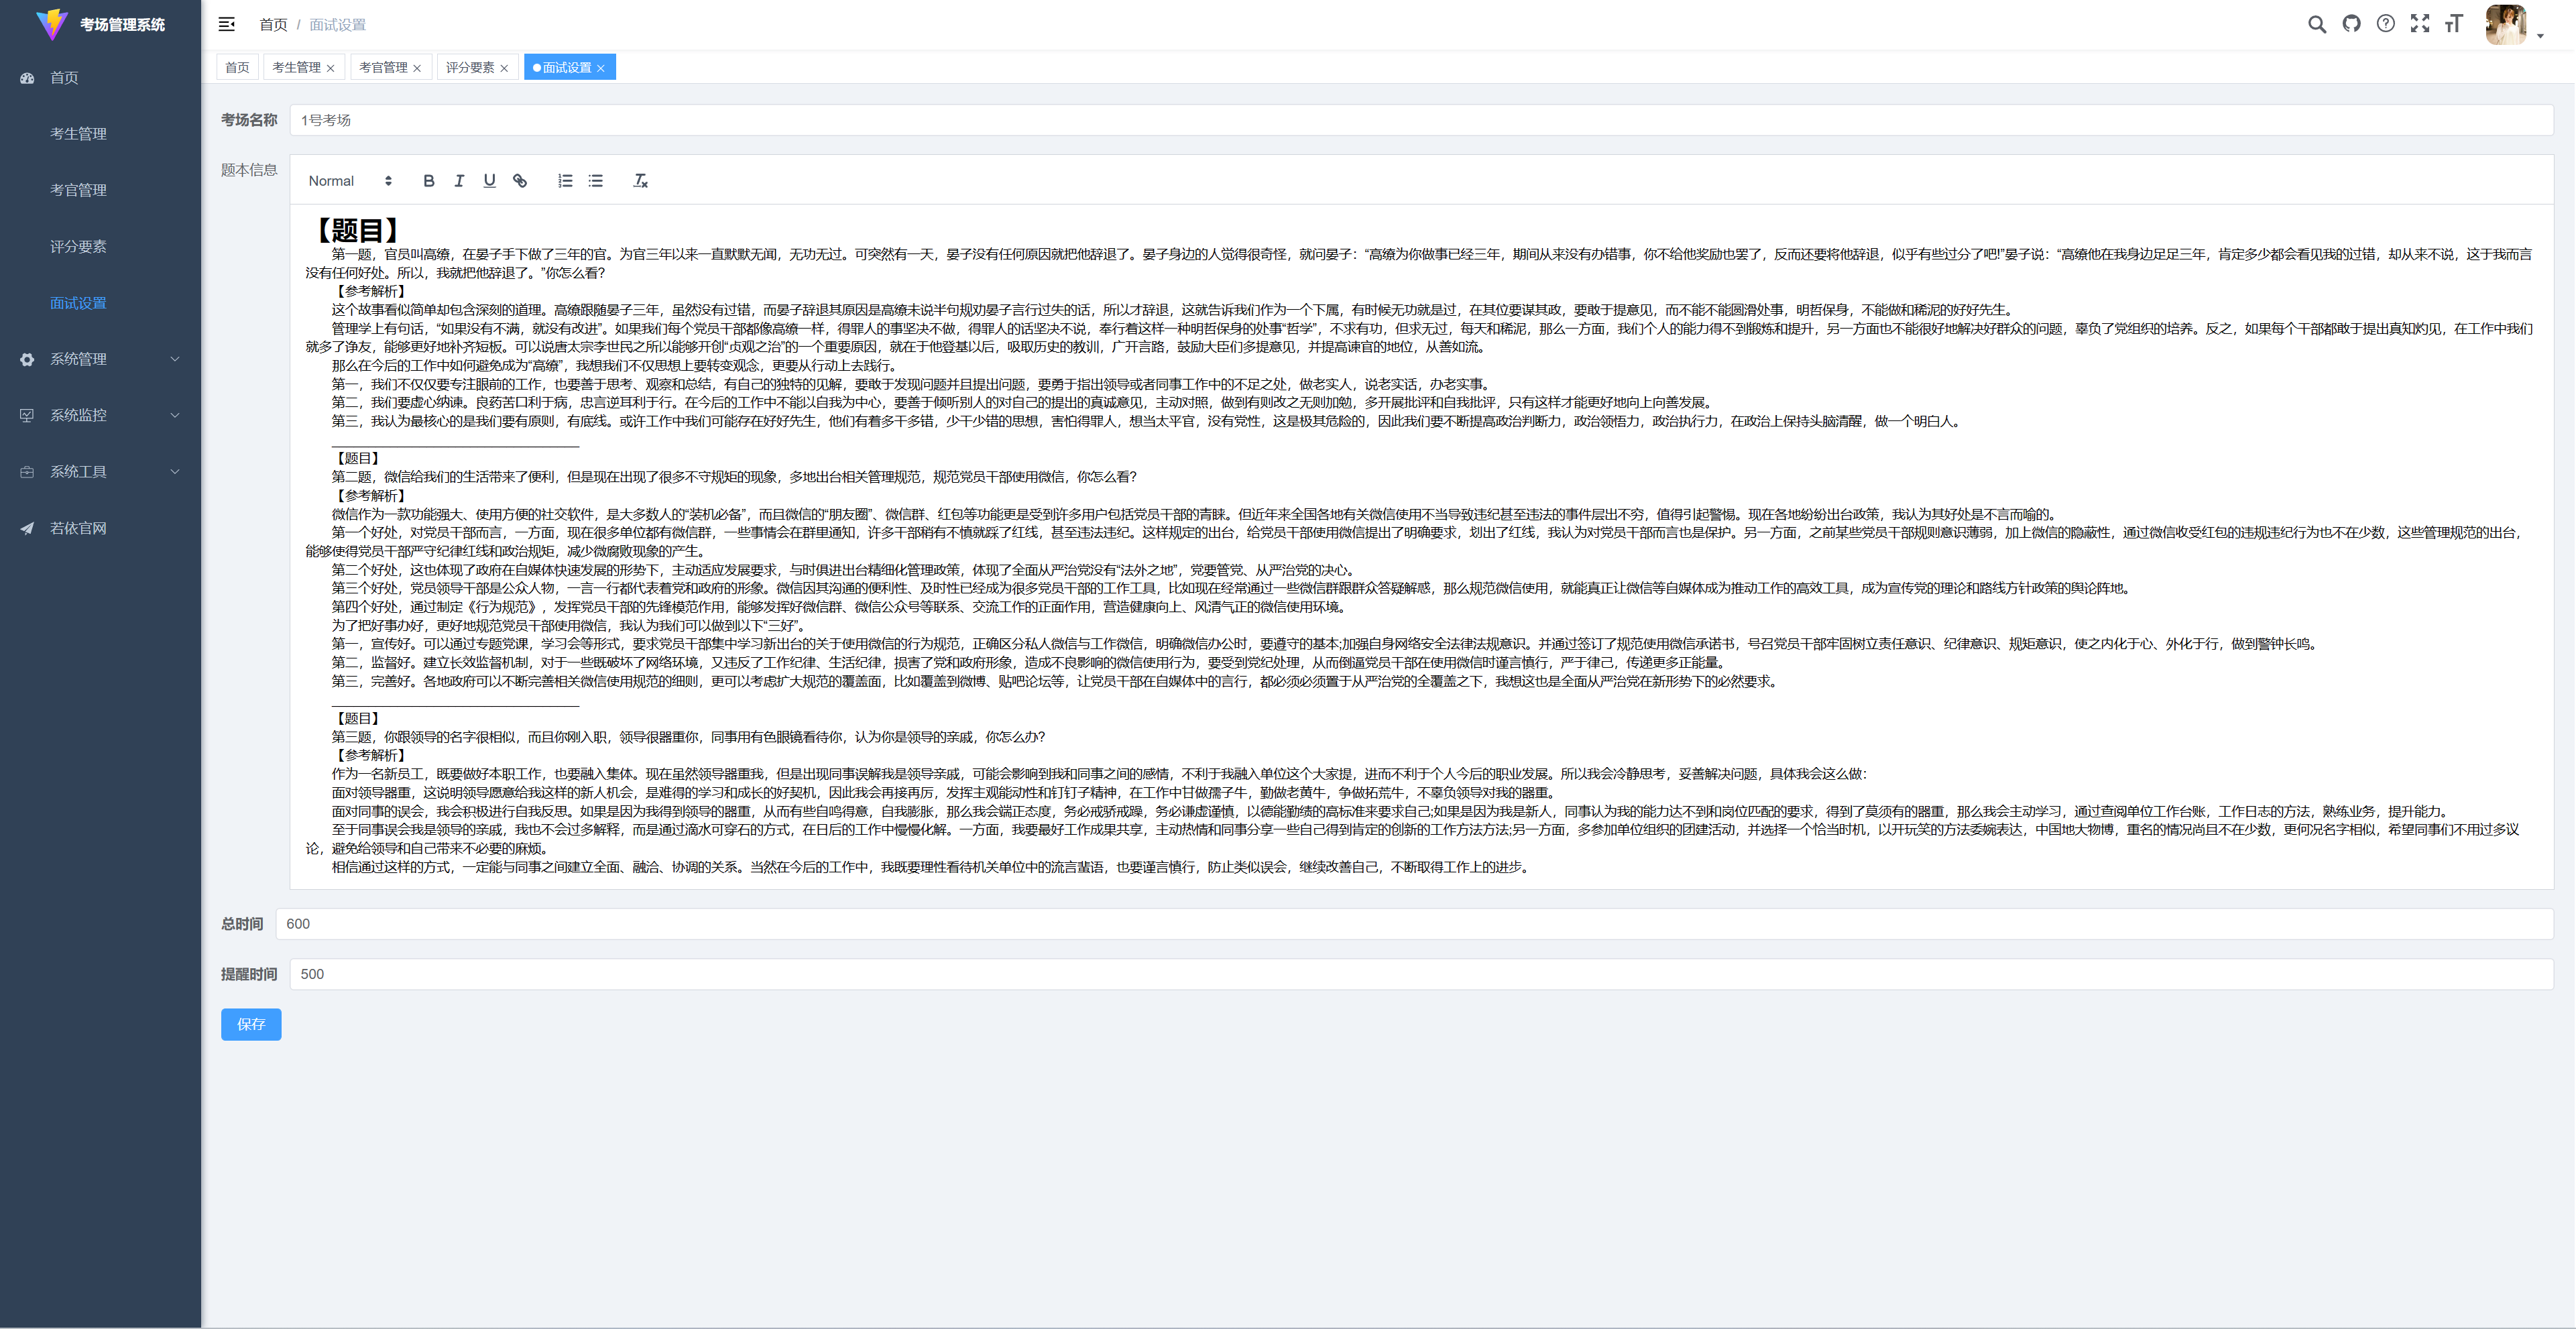 考场管理系统
首页
考生管理
考官管理
评分要素
面试设置
系统管理
系统监控
系统工具
若依官网
首页 / 面试设置
首页 考生管理 × 考官管理 × 评分要素 × 面试设置 ×
考场名称 1号考场
题本信息
Normal
【题目】
第一题，官员叫高缭，在晏子手下做了三年的官。为官三年以来一直默默无闻，无功无过。可突然有一天，晏子没有任何原因就把他辞退了。晏子身边的人觉得很奇怪，就问晏子：“高缭为你做事已经三年，期间从来没有办错事，你不给他奖励也罢了，反而还要将他辞退，似乎有些过分了吧!”晏子说：“高缭他在我身边足足三年，肯定多少都会看见我的过错，却从来不说，这于我而言
没有任何好处。所以，我就把他辞退了。”你怎么看?
【参考解析】
这个故事看似简单却包含深刻的道理。高缭跟随晏子三年，虽然没有过错，而晏子辞退其原因是高缭未说半句规劝晏子言行过失的话，所以才辞退，这就告诉我们作为一个下属，有时候无功就是过，在其位要谋其政，要敢于提意见，而不能不能圆滑处事，明哲保身，不能做和稀泥的好好先生。
管理学上有句话，“如果没有不满，就没有改进”。如果我们每个党员干部都像高缭一样，得罪人的事坚决不做，得罪人的话坚决不说，奉行着这样一种明哲保身的处事“哲学”，不求有功，但求无过，每天和稀泥，那么一方面，我们个人的能力得不到锻炼和提升，另一方面也不能很好地解决好群众的问题，辜负了党组织的培养。反之，如果每个干部都敢于提出真知灼见，在工作中我们
就多了诤友，能够更好地补齐短板。可以说唐太宗李世民之所以能够开创“贞观之治”的一个重要原因，就在于他登基以后，吸取历史的教训，广开言路，鼓励大臣们多提意见，并提高谏官的地位，从善如流。
那么在今后的工作中如何避免成为“高缭”，我想我们不仅思想上要转变观念，更要从行动上去践行。
第一，我们不仅仅要专注眼前的工作，也要善于思考、观察和总结，有自己的独特的见解，要敢于发现问题并且提出问题，要勇于指出领导或者同事工作中的不足之处，做老实人，说老实话，办老实事。
第二，我们要虚心纳谏。良药苦口利于病，忠言逆耳利于行。在今后的工作中不能以自我为中心，要善于倾听别人的对自己的提出的真诚意见，主动对照，做到有则改之无则加勉，多开展批评和自我批评，只有这样才能更好地向上向善发展。
第三，我认为最核心的是我们要有原则，有底线。或许工作中我们可能存在好好先生，他们有着多干多错，少干少错的思想，害怕得罪人，想当太平官，没有党性，这是极其危险的，因此我们要不断提高政治判断力，政治领悟力，政治执行力，在政治上保持头脑清醒，做一个明白人。
【题目】
第二题，微信给我们的生活带来了便利，但是现在出现了很多不守规矩的现象，多地出台相关管理规范，规范党员干部使用微信，你怎么看?
【参考解析】
微信作为一款功能强大、使用方便的社交软件，是大多数人的“装机必备”，而且微信的“朋友圈”、微信群、红包等功能更是受到许多用户包括党员干部的青睐。但近年来全国各地有关微信使用不当导致违纪甚至违法的事件层出不穷，值得引起警惕。现在各地纷纷出台政策，我认为其好处是不言而喻的。
第一个好处，对党员干部而言，一方面，现在很多单位都有微信群，一些事情会在群里通知，许多干部稍有不慎就踩了红线，甚至违法违纪。这样规定的出台，给党员干部使用微信提出了明确要求，划出了红线，我认为对党员干部而言也是保护。另一方面，之前某些党员干部规则意识薄弱，加上微信的隐蔽性，通过微信收受红包的违规违纪行为也不在少数，这些管理规范的出台，
能够使得党员干部严守纪律红线和政治规矩，减少微腐败现象的产生。
第二个好处，这也体现了政府在自媒体快速发展的形势下，主动适应发展要求，与时俱进出台精细化管理政策，体现了全面从严治党没有“法外之地”，党要管党、从严治党的决心。
第三个好处，党员领导干部是公众人物，一言一行都代表着党和政府的形象。微信因其沟通的便利性、及时性已经成为很多党员干部的工作工具，比如现在经常通过一些微信群跟群众答疑解惑，那么规范微信使用，就能真正让微信等自媒体成为推动工作的高效工具，成为宣传党的理论和路线方针政策的舆论阵地。
第四个好处，通过制定《行为规范》，发挥党员干部的先锋模范作用，能够发挥好微信群、微信公众号等联系、交流工作的正面作用，营造健康向上、风清气正的微信使用环境。
为了把好事办好，更好地规范党员干部使用微信，我认为我们可以做到以下“三好”。
第一，宣传好。可以通过专题党课，学习会等形式，要求党员干部集中学习新出台的关于使用微信的行为规范，正确区分私人微信与工作微信，明确微信办公时，要遵守的基本;加强自身网络安全法律法规意识。并通过签订了规范使用微信承诺书，号召党员干部牢固树立责任意识、纪律意识、规矩意识，使之内化于心、外化于行，做到警钟长鸣。
第二，监督好。建立长效监督机制，对于一些既破坏了网络环境，又违反了工作纪律、生活纪律，损害了党和政府形象，造成不良影响的微信使用行为，要受到党纪处理，从而倒逼党员干部在使用微信时谨言慎行，严于律己，传递更多正能量。
第三，完善好。各地政府可以不断完善相关微信使用规范的细则，更可以考虑扩大规范的覆盖面，比如覆盖到微博、贴吧论坛等，让党员干部在自媒体中的言行，都必须必须置于从严治党的全覆盖之下，我想这也是全面从严治党在新形势下的必然要求。
【题目】
第三题，你跟领导的名字很相似，而且你刚入职，领导很器重你，同事用有色眼镜看待你，认为你是领导的亲戚，你怎么办?
【参考解析】
作为一名新员工，既要做好本职工作，也要融入集体。现在虽然领导器重我，但是出现同事误解我是领导亲戚，可能会影响到我和同事之间的感情，不利于我融入单位这个大家提，进而不利于个人今后的职业发展。所以我会冷静思考，妥善解决问题，具体我会这么做：
面对领导器重，这说明领导愿意给我这样的新人机会，是难得的学习和成长的好契机，因此我会再接再厉，发挥主观能动性和钉钉子精神，在工作中甘做孺子牛，勤做老黄牛，争做拓荒牛，不辜负领导对我的器重。
面对同事的误会，我会积极进行自我反思。如果是因为我得到领导的器重，从而有些自鸣得意，自我膨胀，那么我会端正态度，务必戒骄戒躁，务必谦虚谨慎，以德能勤绩的高标准来要求自己;如果是因为我是新人，同事认为我的能力达不到和岗位匹配的要求，得到了莫须有的器重，那么我会主动学习，通过查阅单位工作台账，工作日志的方法，熟练业务，提升能力。
至于同事误会我是领导的亲戚，我也不会过多解释，而是通过滴水可穿石的方式，在日后的工作中慢慢化解。一方面，我要最好工作成果共享，主动热情和同事分享一些自己得到肯定的创新的工作方法方法;另一方面，多参加单位组织的团建活动，并选择一个恰当时机，以开玩笑的方法委婉表达，中国地大物博，重名的情况尚且不在少数，更何况名字相似，希望同事们不用过多议
论，避免给领导和自己带来不必要的麻烦。
相信通过这样的方式，一定能与同事之间建立全面、融洽、协调的关系。当然在今后的工作中，我既要理性看待机关单位中的流言蜚语，也要谨言慎行，防止类似误会，继续改善自己，不断取得工作上的进步。
总时间 600
提醒时间 500
保存